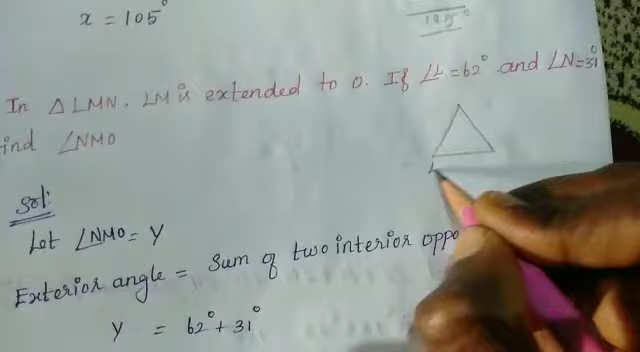 x = 105°
105°
In △LMN, LM is extended to O. If ∠L = 62° and ∠N = 31°
ind ∠NMO
Sol:
Let ∠NMO = Y
Exterior angle = Sum of two interior oppo
Y = 62° + 31°
L